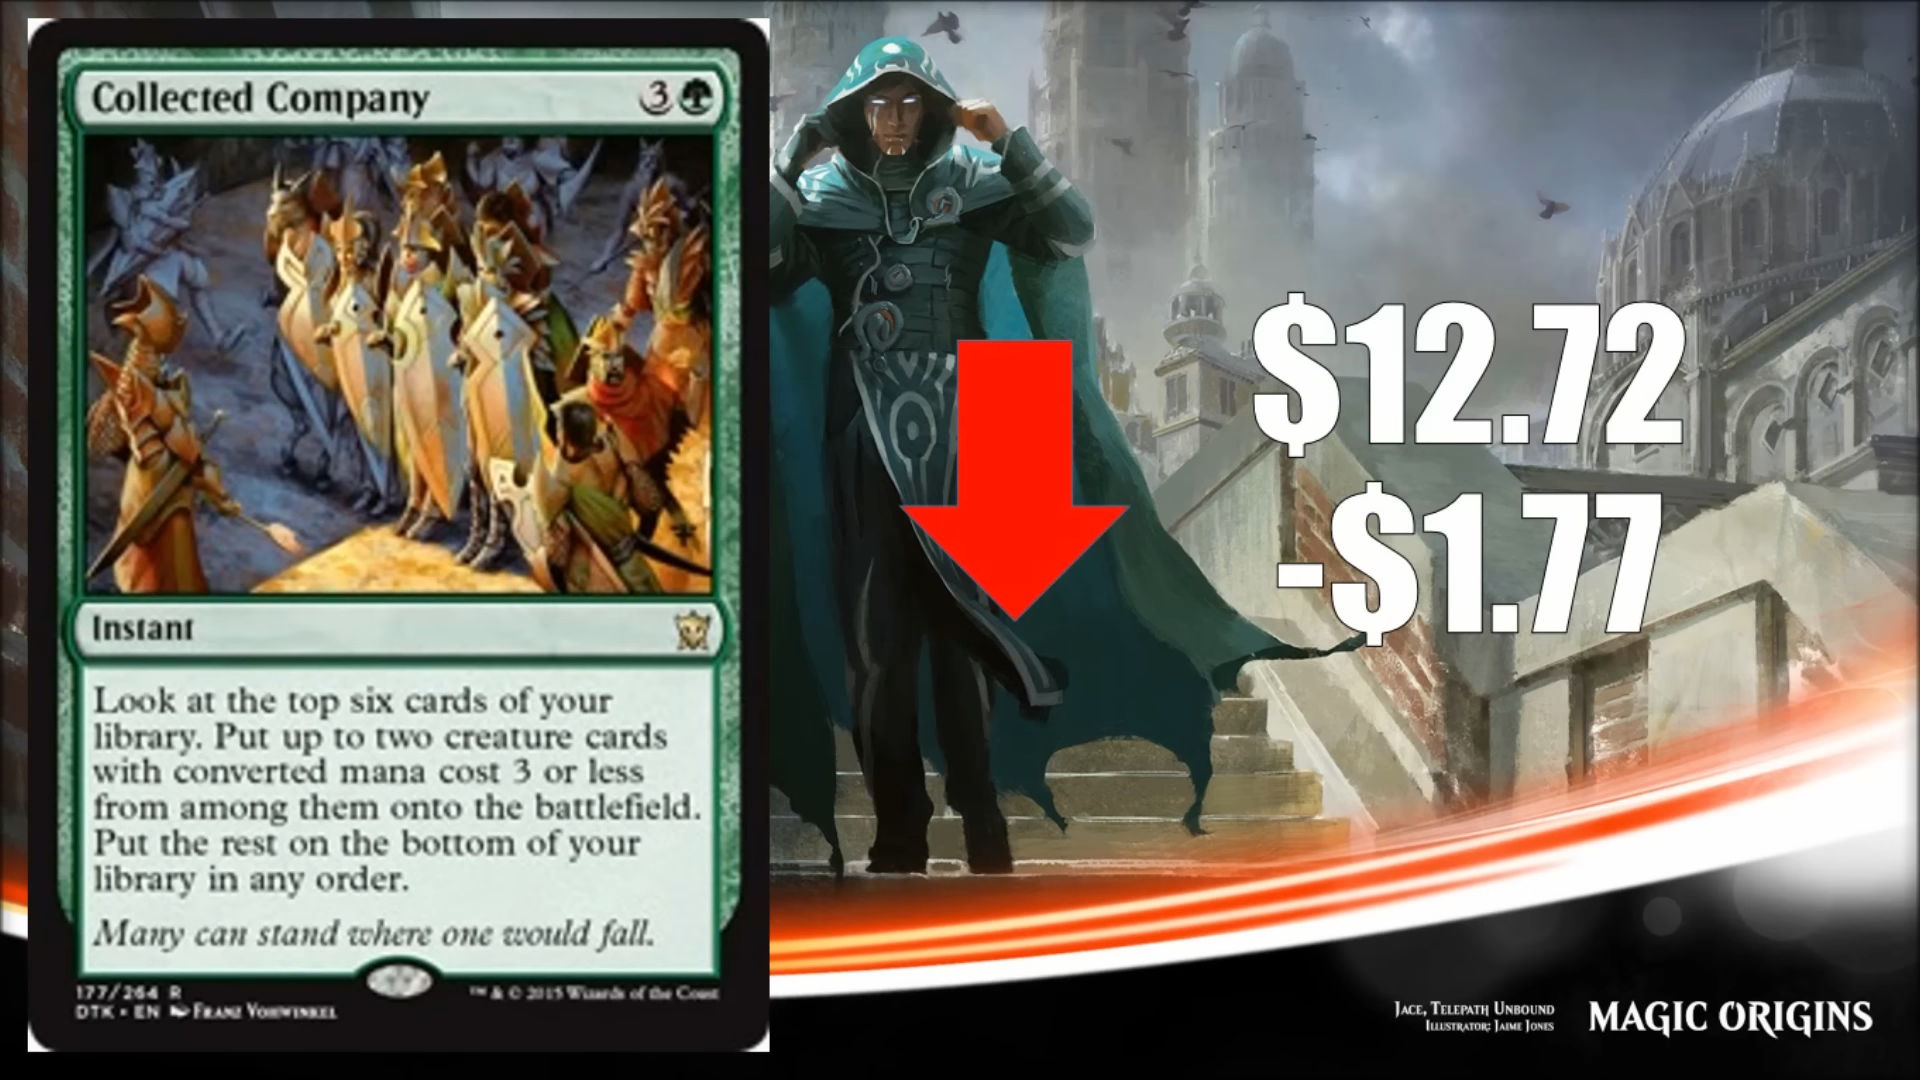 Collected Company 3
Instant
Look at the top six cards of your
library. Put up to two creature cards
with converted mana cost 3 or less
from among them onto the battlefield.
Put the rest on the bottom of your
library in any order.
Many can stand where one would fall.
177/264 R
DTK • EN Franz Vohwinkel
™ & © 2015 Wizards of the Coast
$12.72
-$1.77
Jace, Telepath Unbound
Illustrator: Jaime Jones
MAGIC ORIGINS